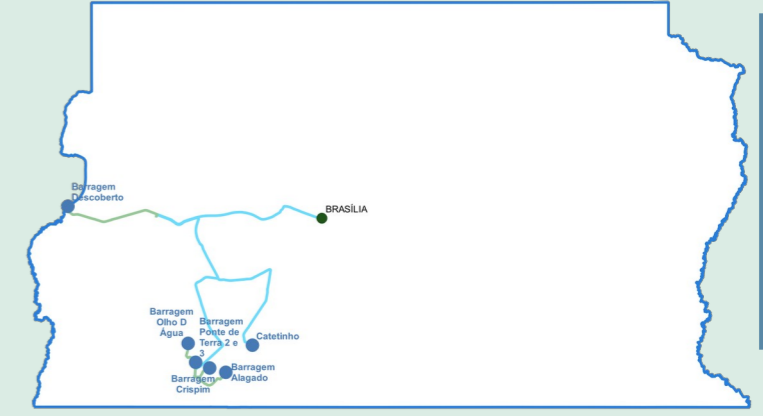 Barragem
Descoberto
BRASÍLIA
Barragem
Olho D
Água
Barragem
Ponte de
Terra 2 e
3
Catetinho
Barragem
Crispim
Barragem
Alagado